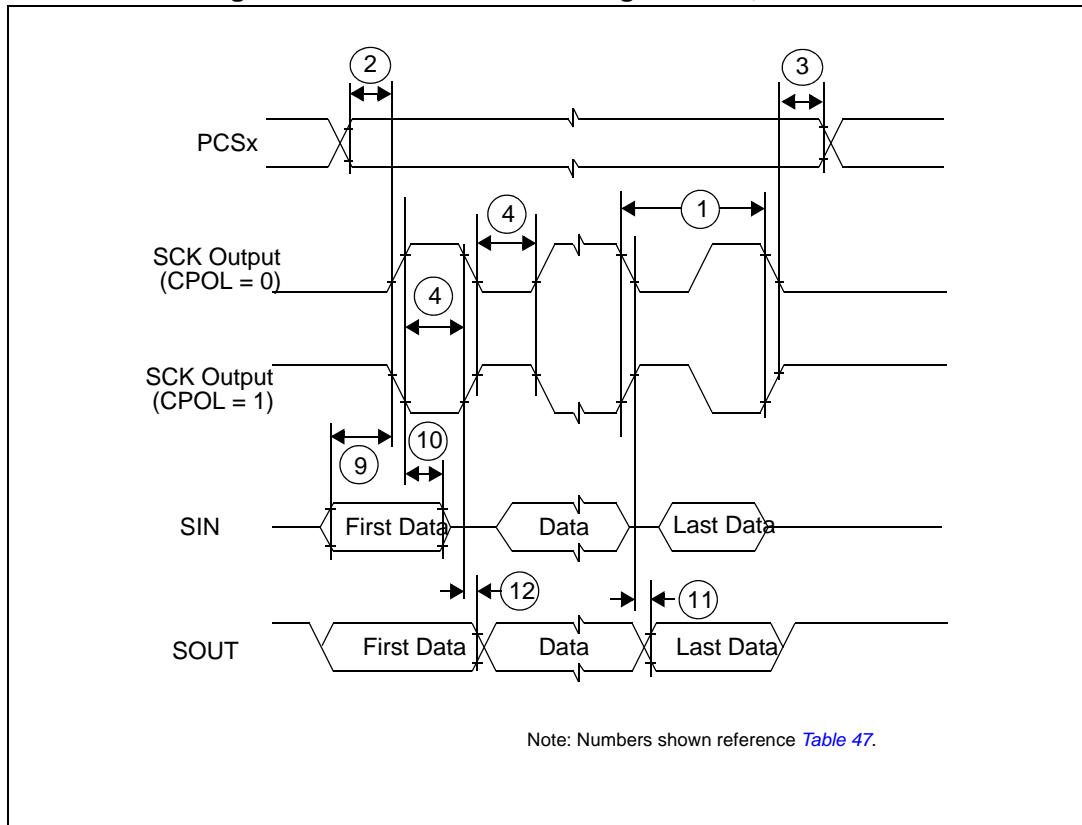 2
3
PCSx
4
1
SCK Output
(CPOL = 0)
4
SCK Output
(CPOL = 1)
10
9
SIN
First Data
Data
Last Data
12
11
SOUT
First Data
Data
Last Data
Note: Numbers shown reference Table 47.